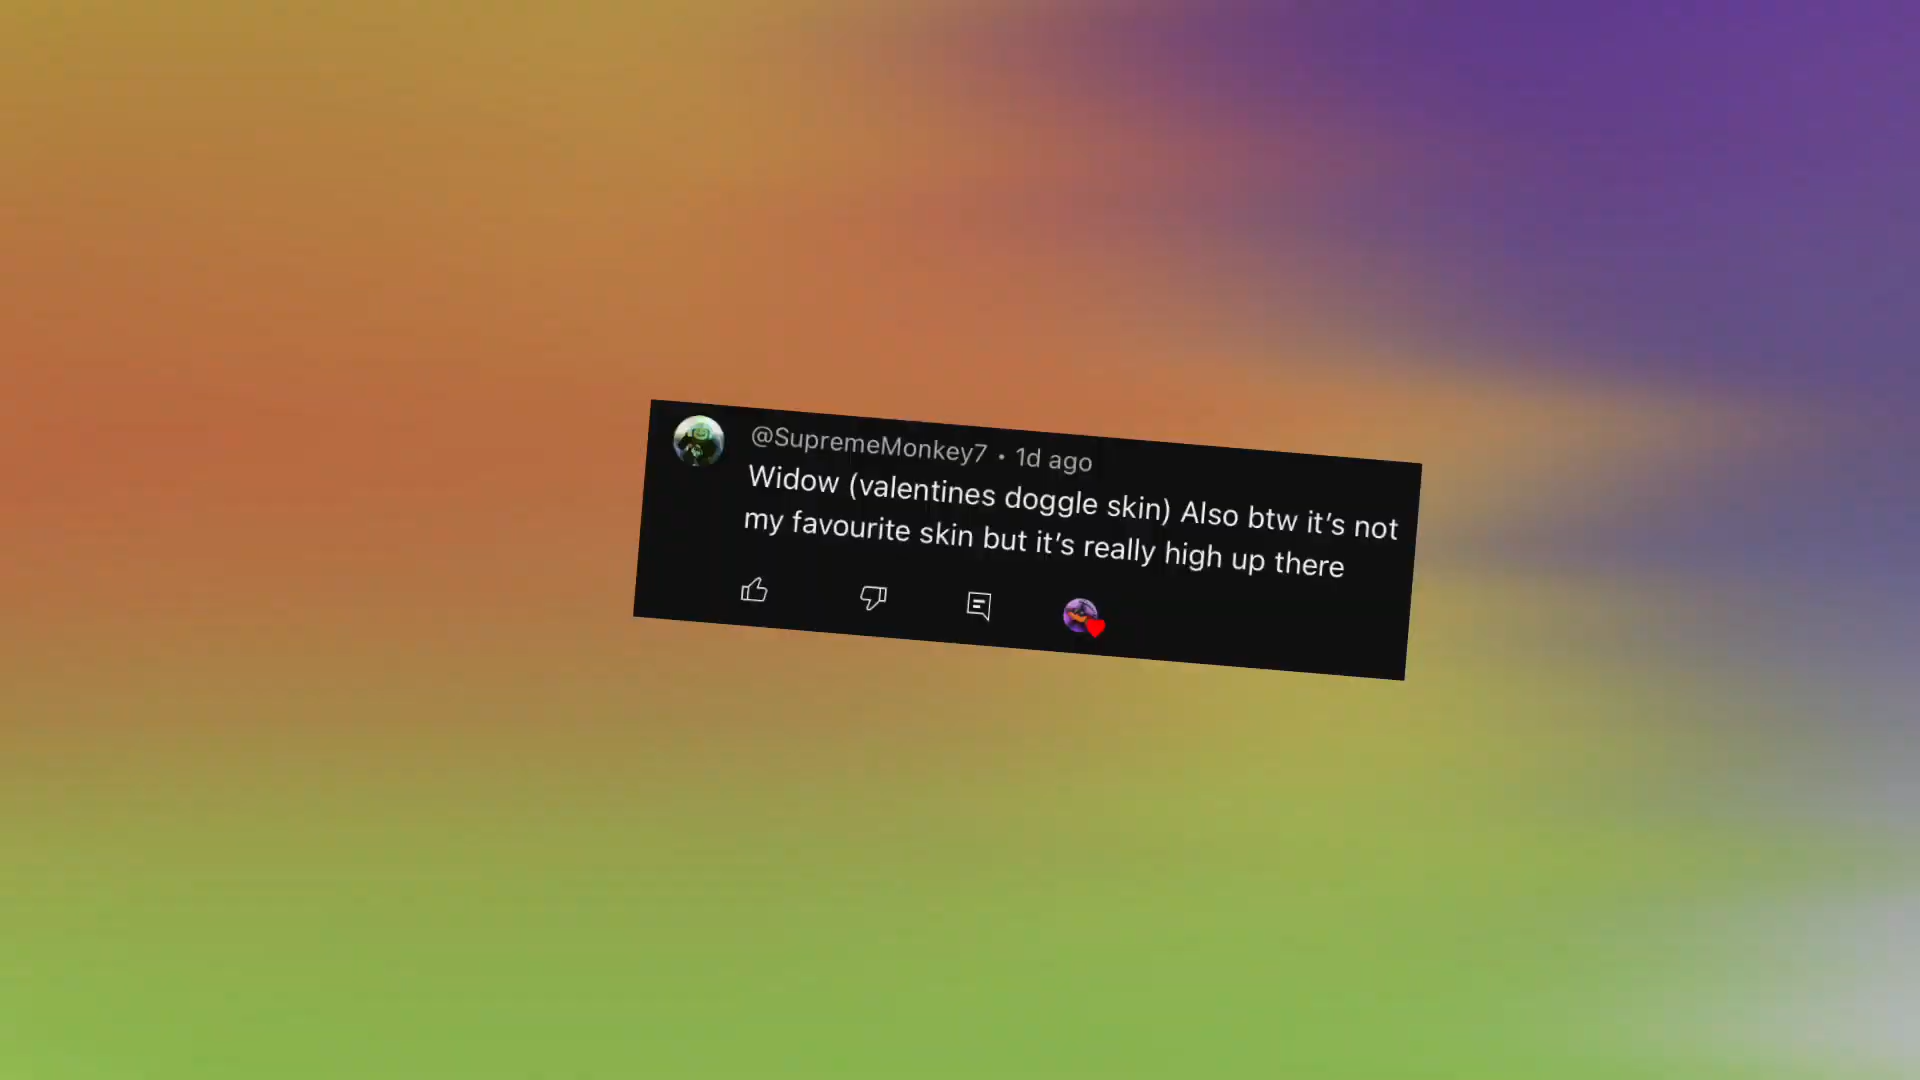 @SupremeMonkey7 • 1d ago
Widow (valentines doggle skin) Also btw it’s not
my favourite skin but it’s really high up there